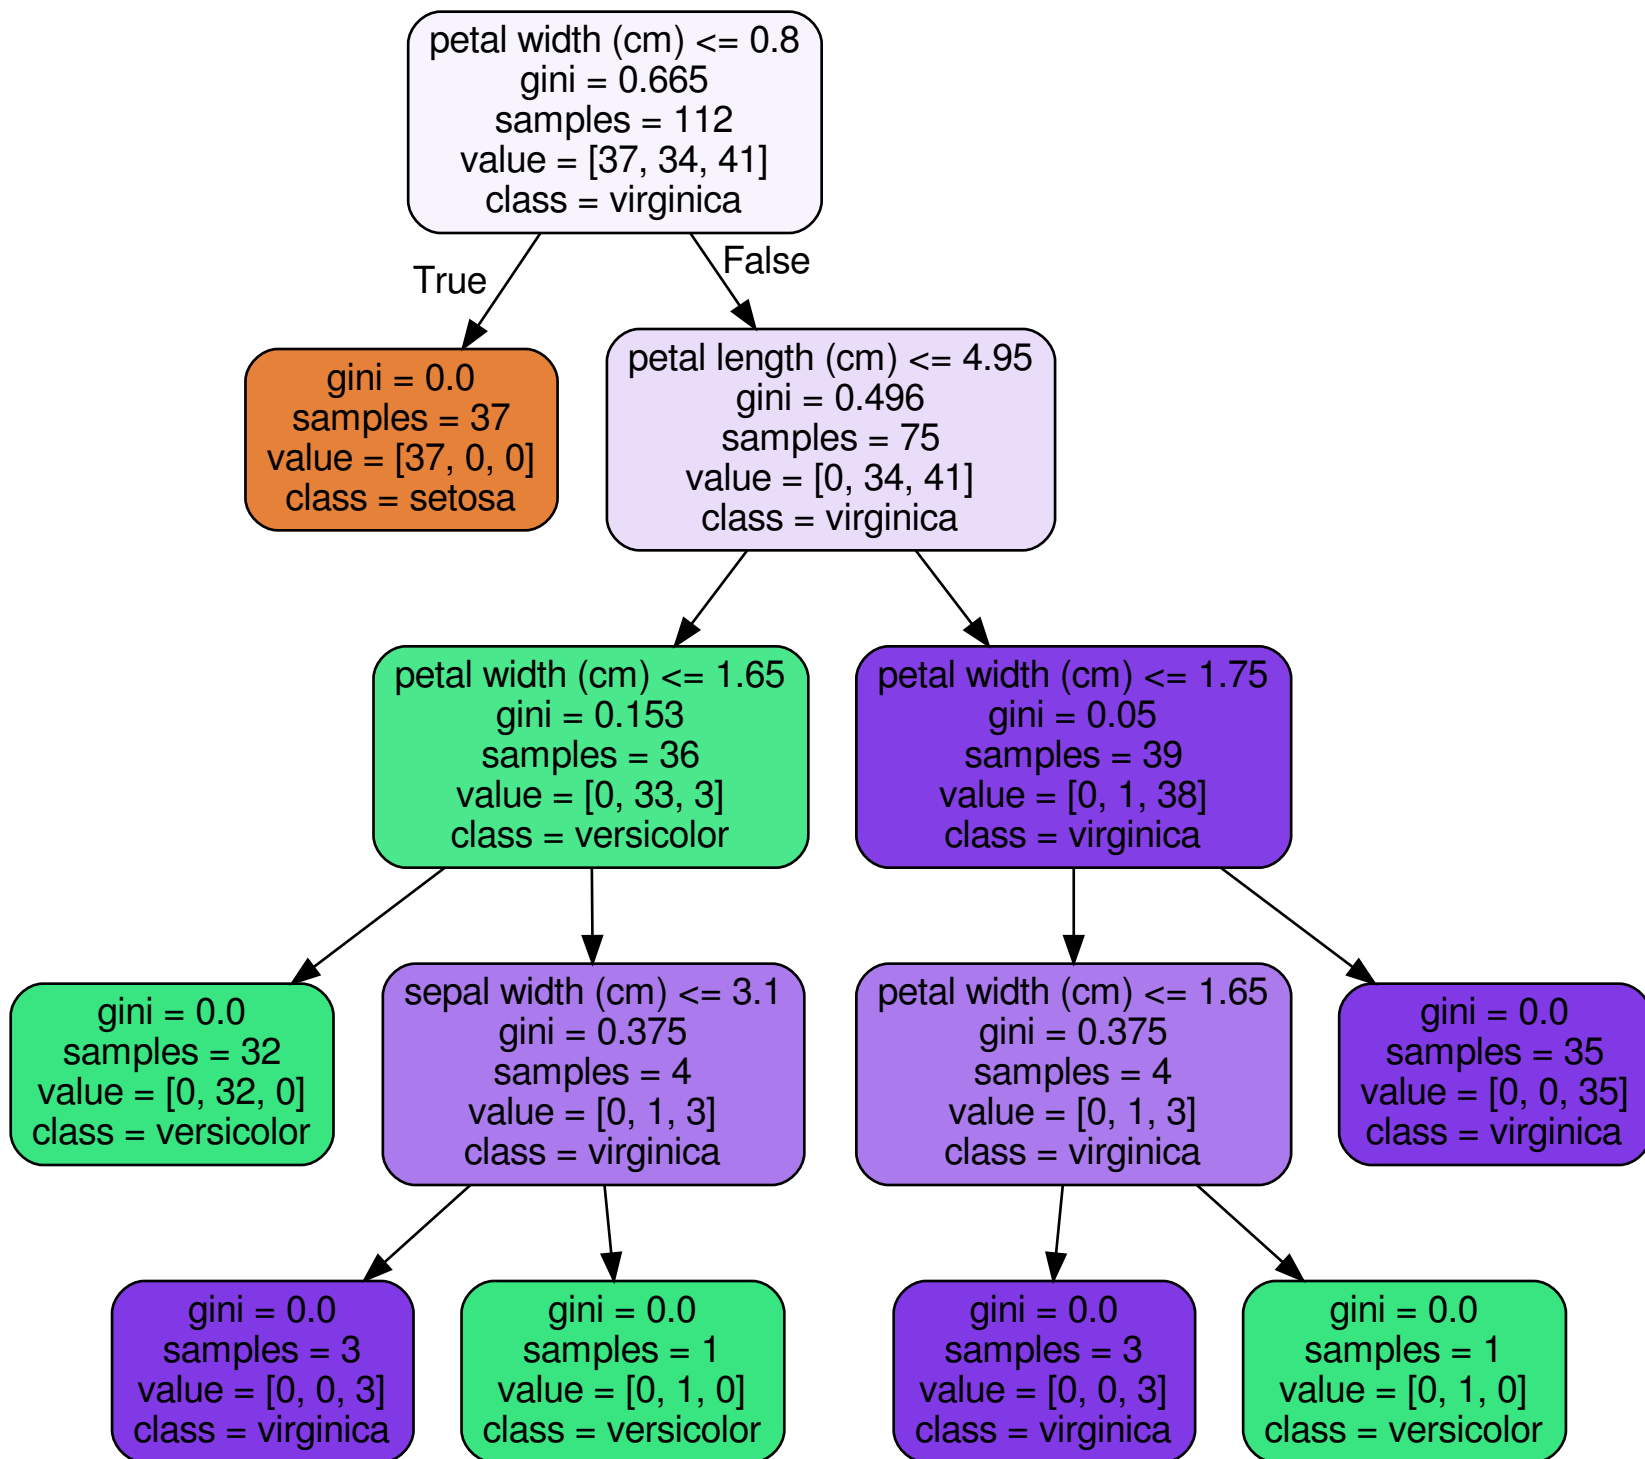 petal width (cm) <= 0.8
gini = 0.665
samples = 112
value = [37, 34, 41]
class = virginica
True
False
gini = 0.0
samples = 37
value = [37, 0, 0]
class = setosa
petal length (cm) <= 4.95
gini = 0.496
samples = 75
value = [0, 34, 41]
class = virginica
petal width (cm) <= 1.65
gini = 0.153
samples = 36
value = [0, 33, 3]
class = versicolor
petal width (cm) <= 1.75
gini = 0.05
samples = 39
value = [0, 1, 38]
class = virginica
gini = 0.0
samples = 32
value = [0, 32, 0]
class = versicolor
sepal width (cm) <= 3.1
gini = 0.375
samples = 4
value = [0, 1, 3]
class = virginica
petal width (cm) <= 1.65
gini = 0.375
samples = 4
value = [0, 1, 3]
class = virginica
gini = 0.0
samples = 35
value = [0, 0, 35]
class = virginica
gini = 0.0
samples = 3
value = [0, 0, 3]
class = virginica
gini = 0.0
samples = 1
value = [0, 1, 0]
class = versicolor
gini = 0.0
samples = 3
value = [0, 0, 3]
class = virginica
gini = 0.0
samples = 1
value = [0, 1, 0]
class = versicolor